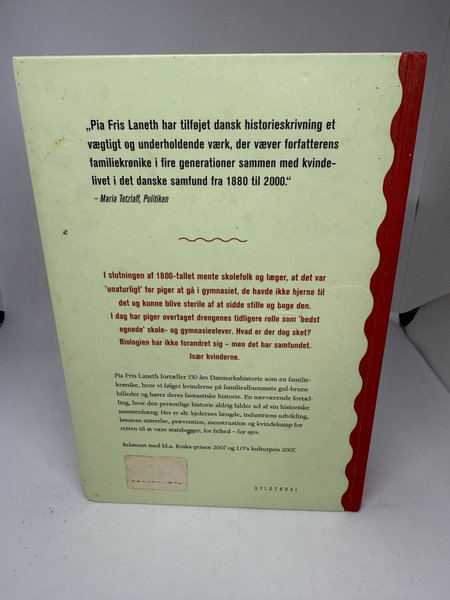 „Pia Fris Laneth har tilføjet dansk historieskrivning et
vægtigt og underholdende værk, der væver forfatterens
familiekrønike i fire generationer sammen med kvinde-
livet i det danske samfund fra 1880 til 2000.“
– Maria Tetzlaff, Politiken
I slutningen af 1800-tallet mente skolefolk og læger, at det var
'unaturligt' for piger at gå i gymnasiet, de havde ikke hjerne til
det og kunne blive sterile af at sidde stille og boge den.
I dag har piger overtaget drengenes tidligere rolle som 'bedst
egnede' skole- og gymnasieelever. Hvad er der dog sket?
Biologien har ikke forandret sig – men det har samfundet.
Især kvinderne.
Pia Fris Laneth fortæller 150 års Danmarkshistorie som en familie-
krønike, hvor vi følger kvinderne på familiealbummets gul-brune
billeder og hører deres fantastiske historie. En nærværende fortæl-
ling, hvor den personlige historie aldrig falder ud af sin historiske
sammenhæng: Her er alt: kjolernes længde, industriens udvikling,
lønnens størrelse, prævention, menstruation og kvindekamp for
retten til at være statsborger, for frihed – for sjov.
Belønnet med bl.a. Kraka-prisen 2007 og LO's kulturpris 2007.
GYLDENDAL